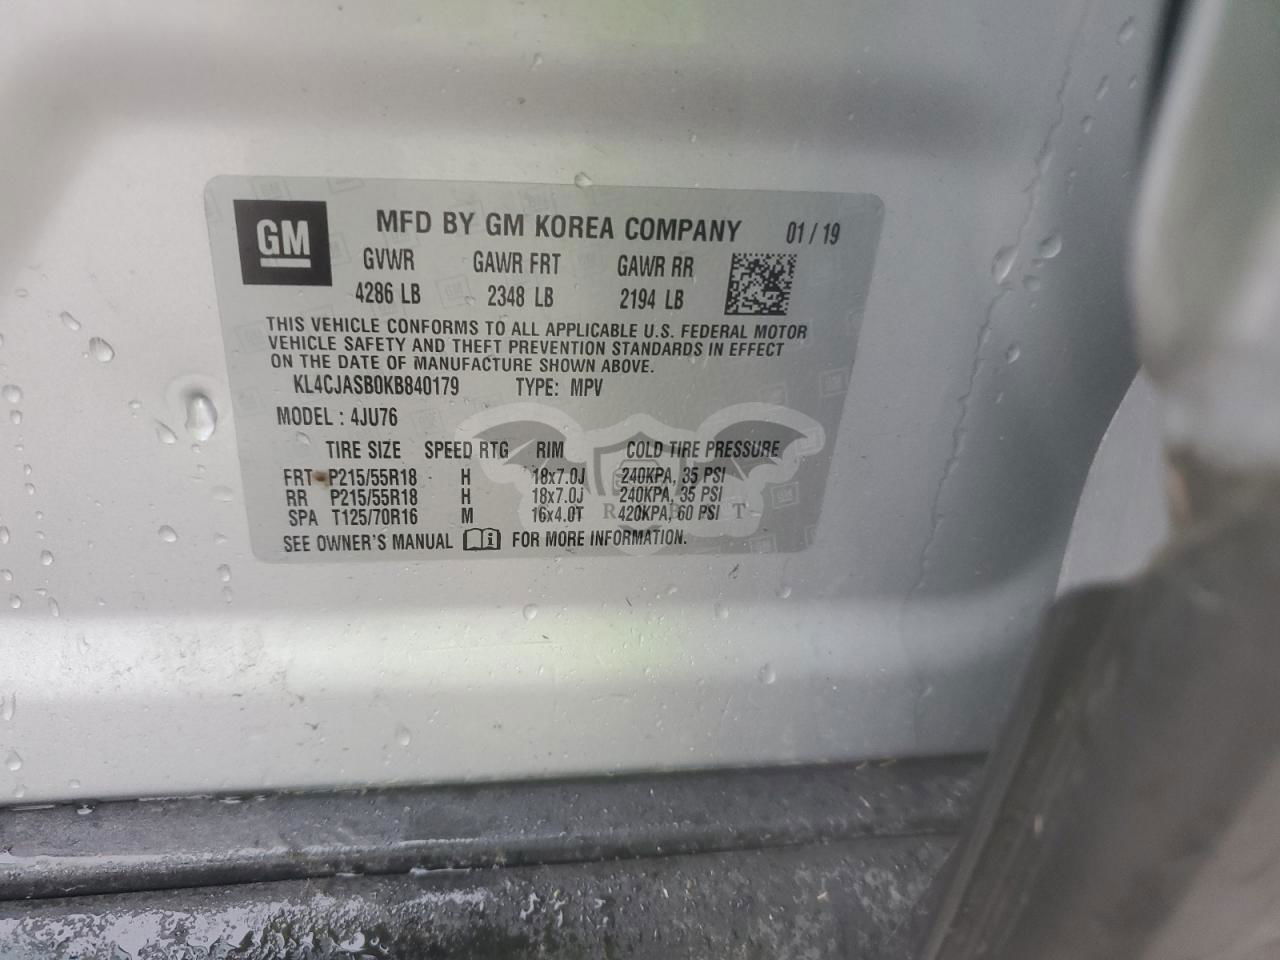 GM
MFD BY GM KOREA COMPANY 01 / 19
GVWR GAWR FRT GAWR RR
4286 LB 2348 LB 2194 LB
THIS VEHICLE CONFORMS TO ALL APPLICABLE U.S. FEDERAL MOTOR
VEHICLE SAFETY AND THEFT PREVENTION STANDARDS IN EFFECT
ON THE DATE OF MANUFACTURE SHOWN ABOVE.
KL4CJASB0KB840179 TYPE: MPV
MODEL : 4JU76
TIRE SIZE SPEED RTG RIM COLD TIRE PRESSURE
FRT P215/55R18 H 18x7.0J 240KPA, 35 PSI
RR P215/55R18 H 18x7.0J 240KPA, 35 PSI
SPA T125/70R16 M 16x4.0T 420KPA, 60 PSI
SEE OWNER'S MANUAL i FOR MORE INFORMATION.